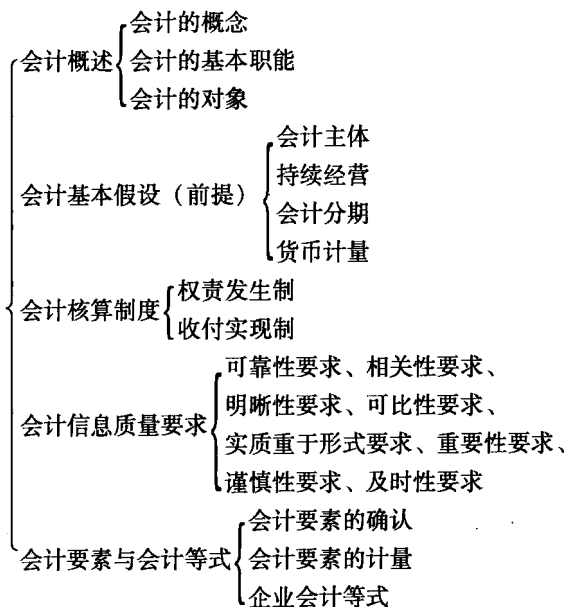 会计的概念
会计概述
会计的基本职能
会计的对象
会计主体
持续经营
会计基本假设（前提）
会计分期
货币计量
权责发生制
会计核算制度
收付实现制
可靠性要求、相关性要求、
明晰性要求、可比性要求、
会计信息质量要求
实质重于形式要求、重要性要求、
谨慎性要求、及时性要求
会计要素的确认
会计要素与会计等式
会计要素的计量
企业会计等式